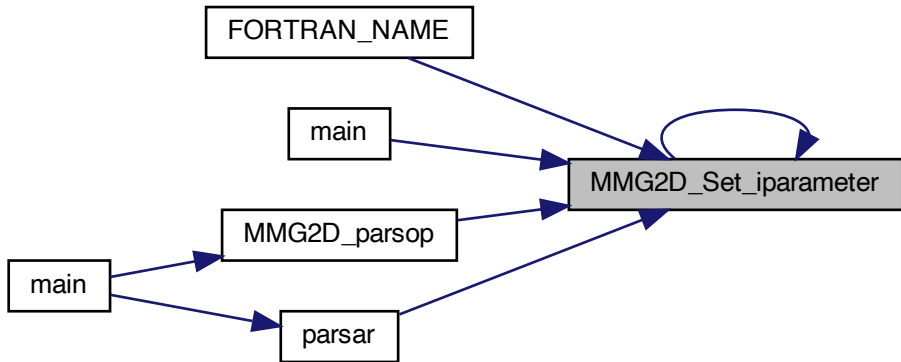 FORTRAN_NAME
main
MMG2D_Set_iparameter
MMG2D_parsop
main
parsar